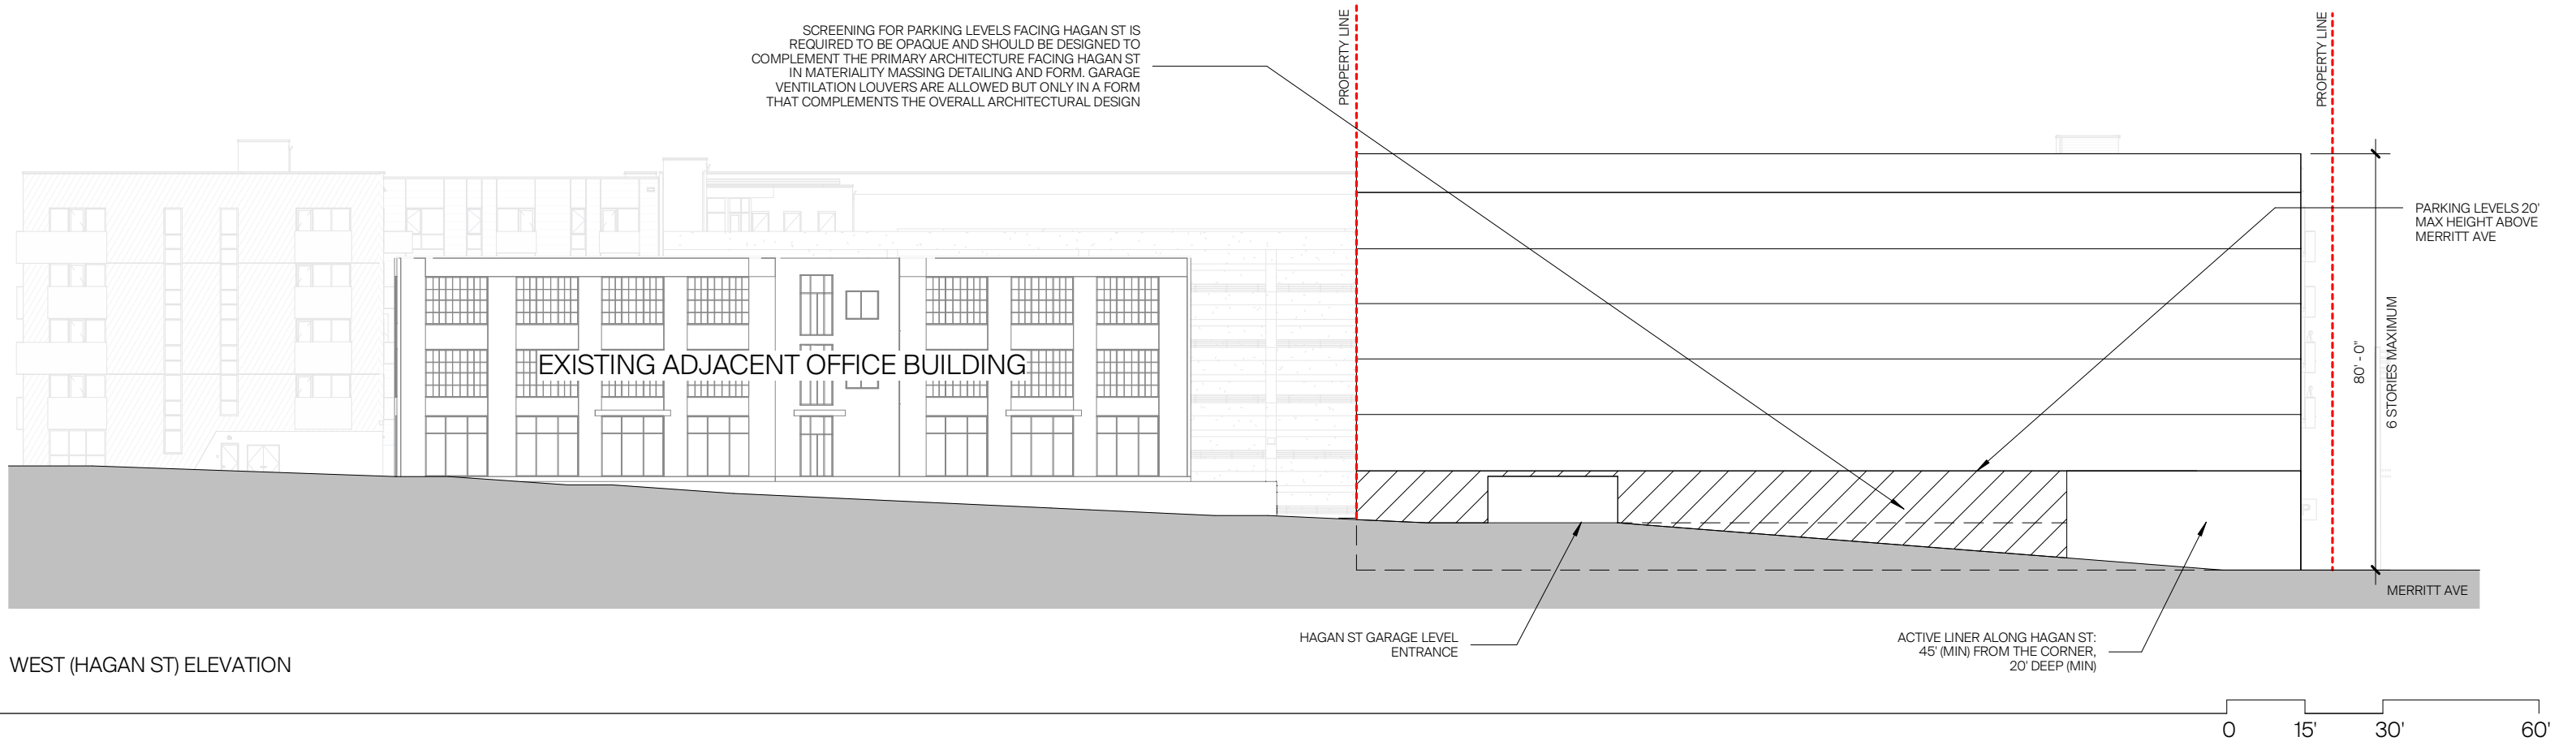 SCREENING FOR PARKING LEVELS FACING HAGAN ST IS
REQUIRED TO BE OPAQUE AND SHOULD BE DESIGNED TO
COMPLEMENT THE PRIMARY ARCHITECTURE FACING HAGAN ST
IN MATERIALITY MASSING DETAILING AND FORM. GARAGE
VENTILATION LOUVERS ARE ALLOWED BUT ONLY IN A FORM
THAT COMPLEMENTS THE OVERALL ARCHITECTURAL DESIGN
PROPERTY LINE
PROPERTY LINE
PARKING LEVELS 20'
MAX HEIGHT ABOVE
MERRITT AVE
EXISTING ADJACENT OFFICE BUILDING
80' - 0"
6 STORIES MAXIMUM
MERRITT AVE
HAGAN ST GARAGE LEVEL
ENTRANCE
ACTIVE LINER ALONG HAGAN ST:
45' (MIN) FROM THE CORNER,
20' DEEP (MIN)
WEST (HAGAN ST) ELEVATION
0 15' 30' 60'